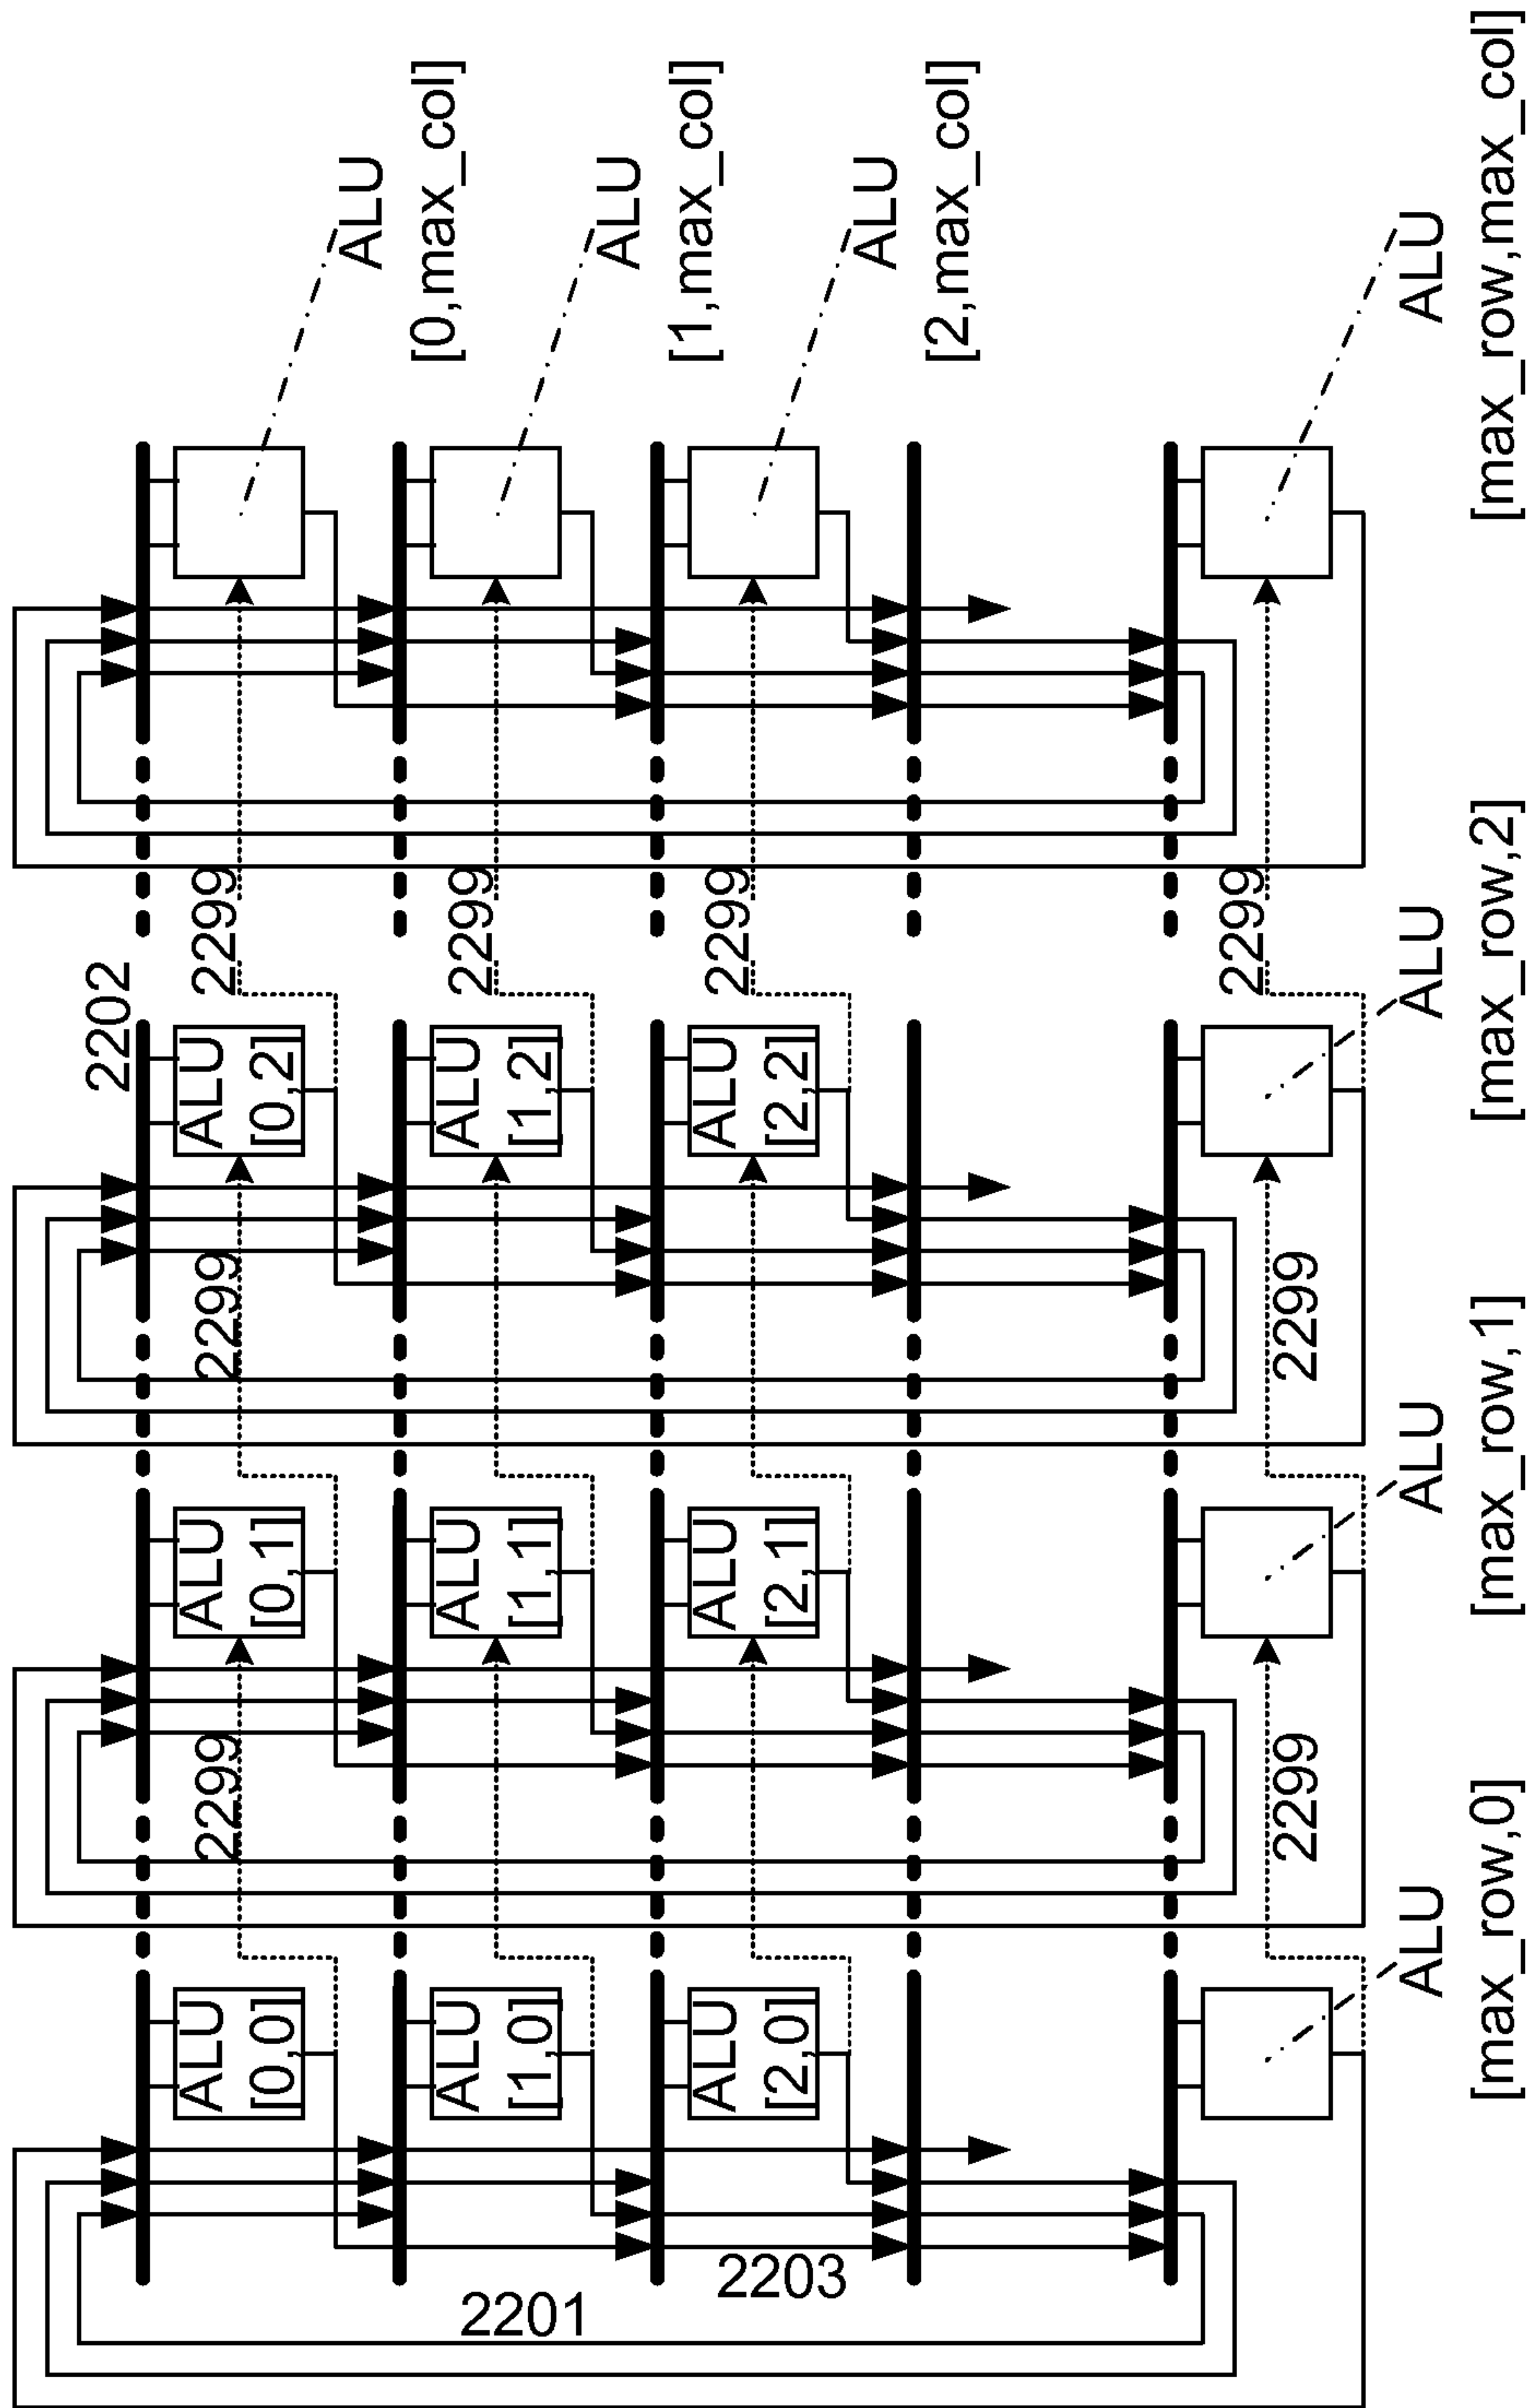 2202
ALU
[0,0]
2299
ALU
[0,1]
2299
ALU
[0,2]
2299
ALU
[0,max_col]
2201
ALU
[1,0]
ALU
[1,1]
ALU
[1,2]
2299
ALU
[1,max_col]
2203
ALU
[2,0]
ALU
[2,1]
ALU
[2,2]
2299
ALU
[2,max_col]
2299
2299
2299
ALU
[max_row,0]
ALU
[max_row,1]
ALU
[max_row,2]
ALU
[max_row,max_col]